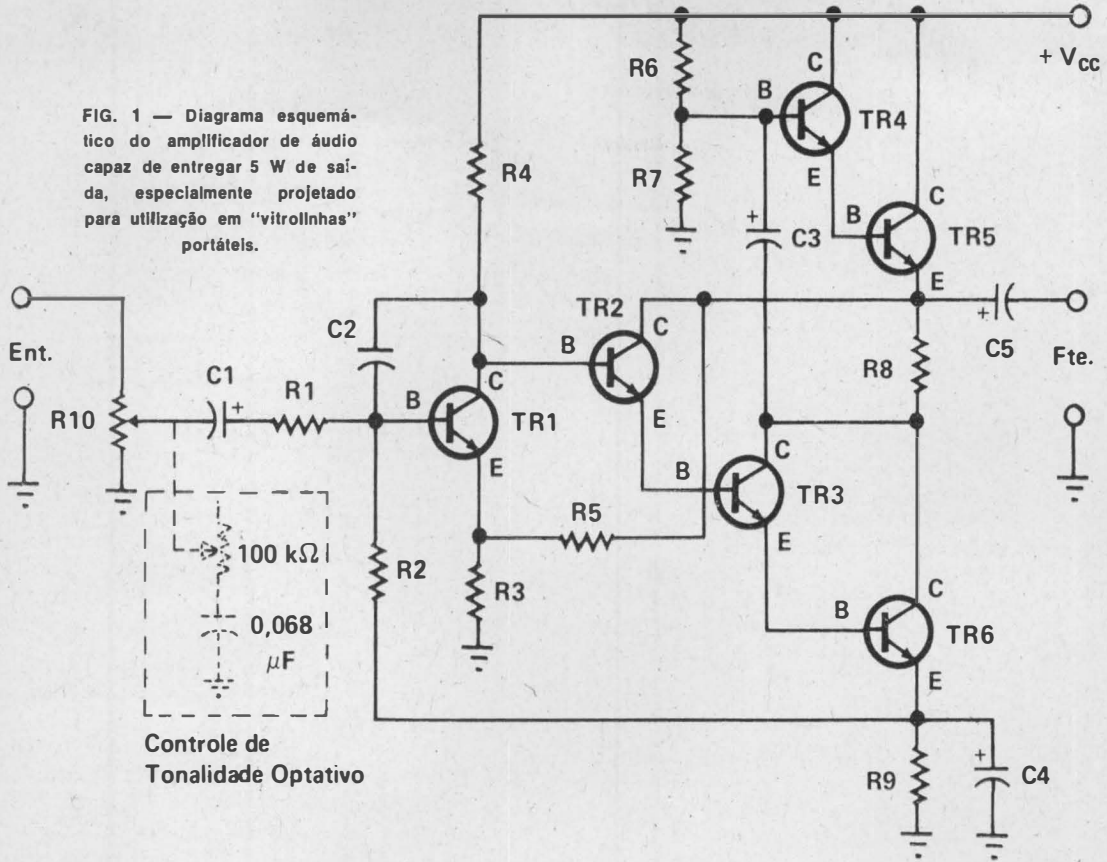 FIG. 1 — Diagrama esquemá-
tico do amplificador de áudio
capaz de entregar 5 W de saí-
da, especialmente projetado
para utilização em "vitrolinhas"
portáteis.
+ Vcc
R6
B
C
TR4
E
R4
R7
C3
+
B
C
TR5
E
Ent.
C2
TR2
C
B
E
+
C5
Fte.
R8
C1
+
R1
R10
B
C
TR1
E
B
C
TR3
E
R5
100 kΩ
R2
R3
0,068
μF
B
C
TR6
E
Controle de
Tonalidade Optativo
R9
+
C4